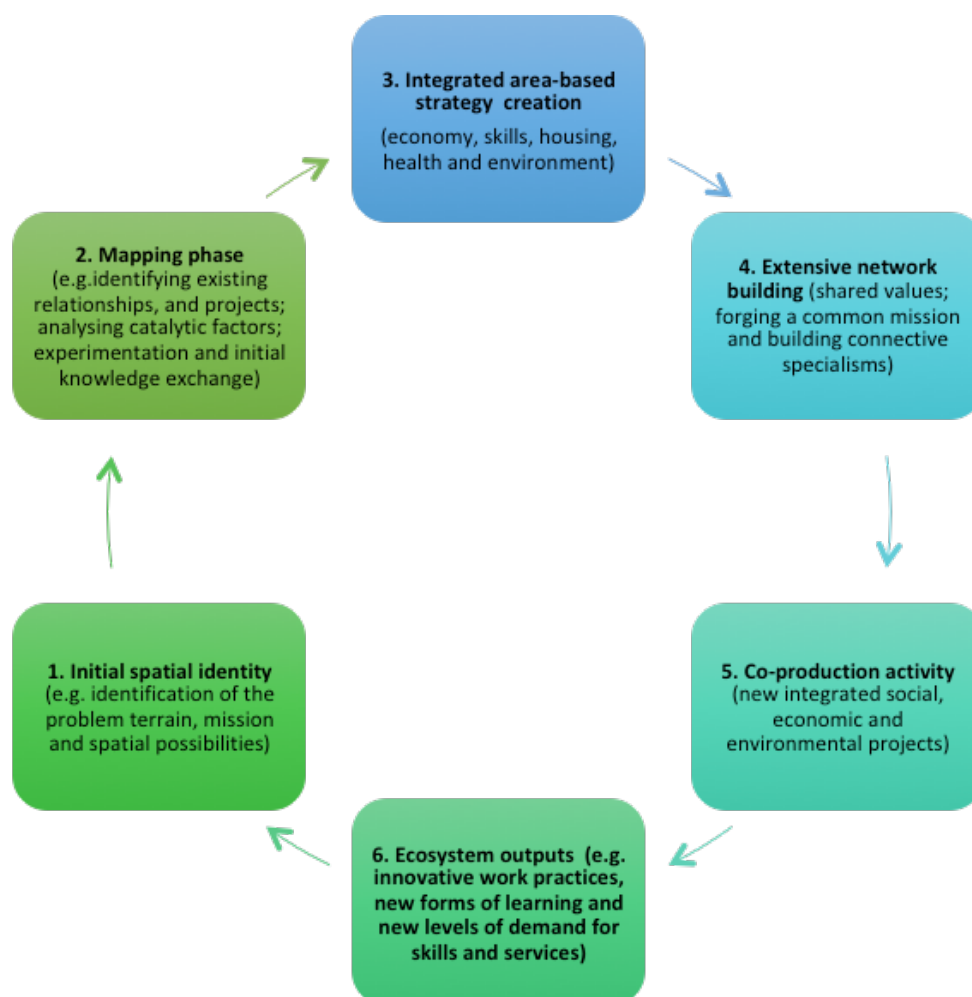 3. Integrated area-based
strategy creation
(economy, skills, housing,
health and environment)
2. Mapping phase
(e.g.identifying existing
relationships, and projects;
analysing catalytic factors;
experimentation and initial
knowledge exchange)
4. Extensive network
building (shared values;
forging a common mission
and building connective
specialisms)
1. Initial spatial identity
(e.g. identification of the
problem terrain, mission
and spatial possibilities)
5. Co-production activity
(new integrated social,
economic and
environmental projects)
6. Ecosystem outputs (e.g.
innovative work practices,
new forms of learning and
new levels of demand for
skills and services)